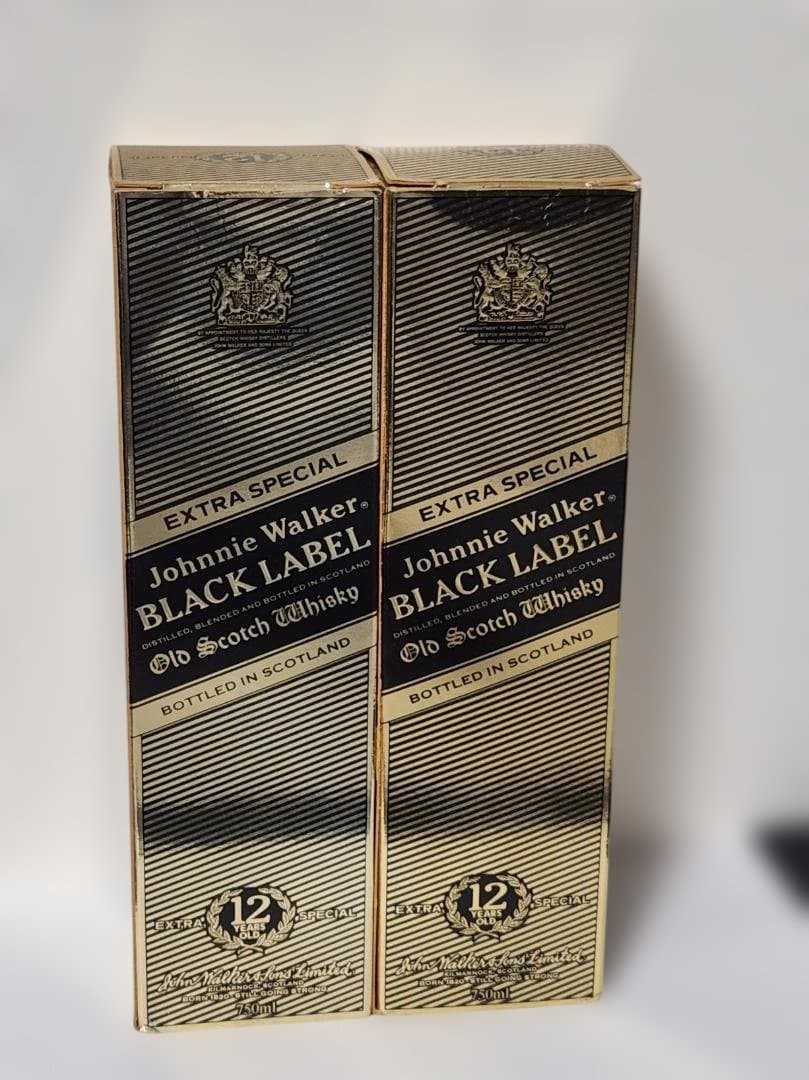 BY APPOINTMENT TO HER MAJESTY THE QUEEN
SCOTCH WHISKY DISTILLERS
JOHN WALKER AND SONS LIMITED
EXTRA SPECIAL
Johnnie Walker®
BLACK LABEL
DISTILLED, BLENDED AND BOTTLED IN SCOTLAND
Old Scotch Whisky
BOTTLED IN SCOTLAND
EXTRA 12 SPECIAL
YEARS
OLD
John Walker & Sons Limited.
KILMARNOCK, SCOTLAND
BORN 1820-STILL GOING STRONG
750ml
BY APPOINTMENT TO HER MAJESTY THE QUEEN
SCOTCH WHISKY DISTILLERS
JOHN WALKER AND SONS LIMITED
EXTRA SPECIAL
Johnnie Walker®
BLACK LABEL
DISTILLED, BLENDED AND BOTTLED IN SCOTLAND
Old Scotch Whisky
BOTTLED IN SCOTLAND
EXTRA 12 SPECIAL
YEARS
OLD
John Walker & Sons Limited.
KILMARNOCK, SCOTLAND
BORN 1820-STILL GOING STRONG
750ml